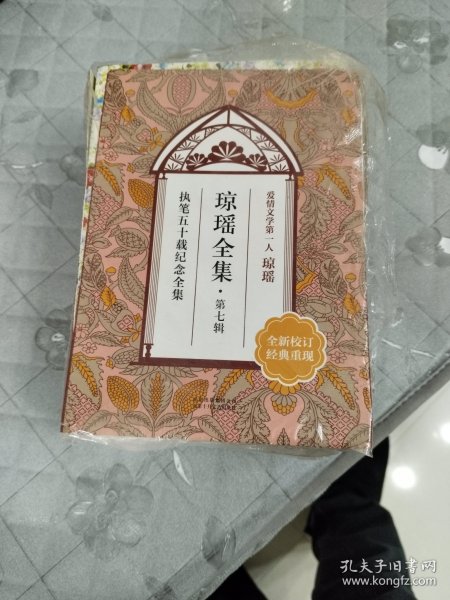 爱情文学第一人 琼瑶
琼瑶全集·第七辑
执笔五十载纪念全集
全新校订
经典重现
孔夫子旧书网
www.kongfz.com